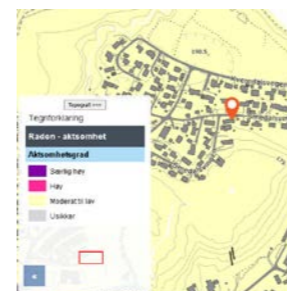 Tegnforklaring
Radon - aktsomhet
Aktsomhetsgrad
Særlig høy
Høy
Moderat til lav
Usikker
«